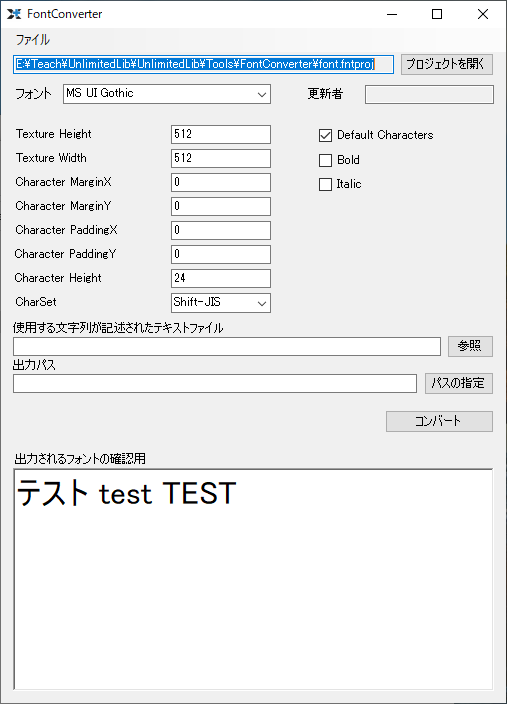 FontConverter
ファイル
E:¥Teach¥UnlimitedLib¥UnlimitedLib¥Tools¥FontConverter¥font.fntproj
プロジェクトを開く
フォント MS UI Gothic 更新者
Texture Height 512 Default Characters
Texture Width 512 Bold
Character MarginX 0 Italic
Character MarginY 0
Character PaddingX 0
Character PaddingY 0
Character Height 24
CharSet Shift-JIS
使用する文字列が記述されたテキストファイル
参照
出力パス
パスの指定
コンバート
出力されるフォントの確認用
テスト test TEST